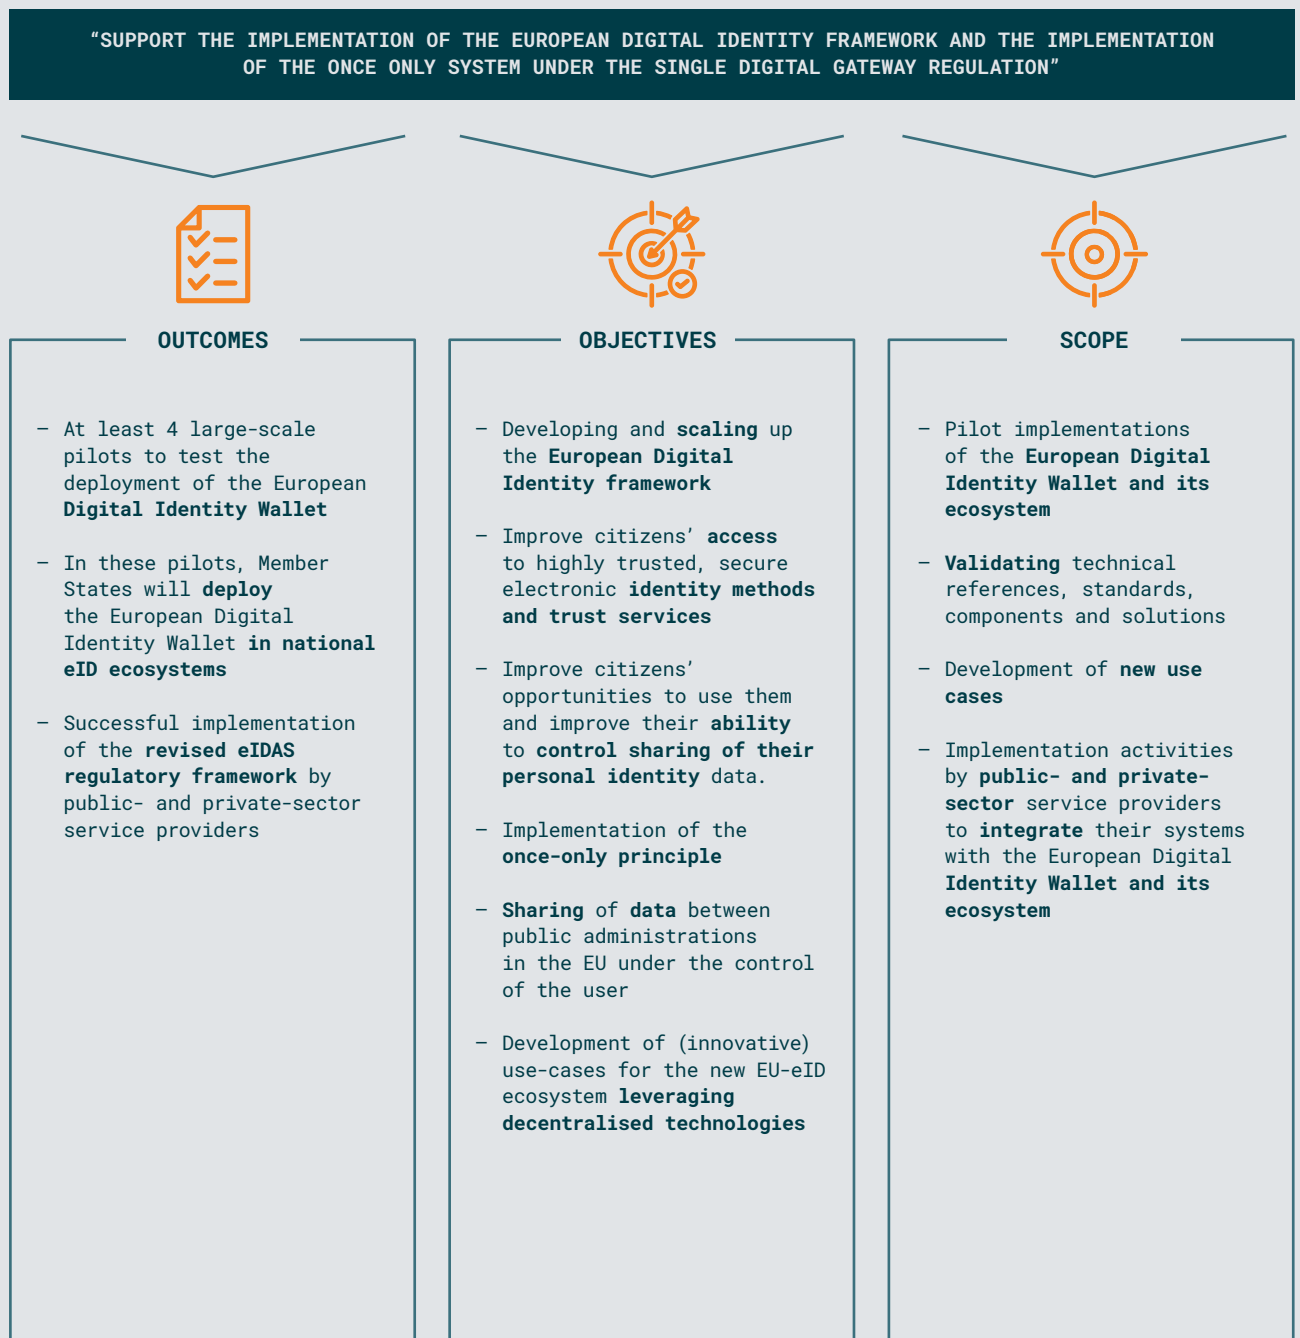 “SUPPORT THE IMPLEMENTATION OF THE EUROPEAN DIGITAL IDENTITY FRAMEWORK AND THE IMPLEMENTATION
OF THE ONCE ONLY SYSTEM UNDER THE SINGLE DIGITAL GATEWAY REGULATION”
OUTCOMES
– At least 4 large-scale
pilots to test the
deployment of the European
Digital Identity Wallet
– In these pilots, Member
States will deploy
the European Digital
Identity Wallet in national
eID ecosystems
– Successful implementation
of the revised eIDAS
regulatory framework by
public- and private-sector
service providers
OBJECTIVES
– Developing and scaling up
the European Digital
Identity framework
– Improve citizens’ access
to highly trusted, secure
electronic identity methods
and trust services
– Improve citizens’
opportunities to use them
and improve their ability
to control sharing of their
personal identity data.
– Implementation of the
once-only principle
– Sharing of data between
public administrations
in the EU under the control
of the user
– Development of (innovative)
use-cases for the new EU-eID
ecosystem leveraging
decentralised technologies
SCOPE
– Pilot implementations
of the European Digital
Identity Wallet and its
ecosystem
– Validating technical
references, standards,
components and solutions
– Development of new use
cases
– Implementation activities
by public- and private-
sector service providers
to integrate their systems
with the European Digital
Identity Wallet and its
ecosystem